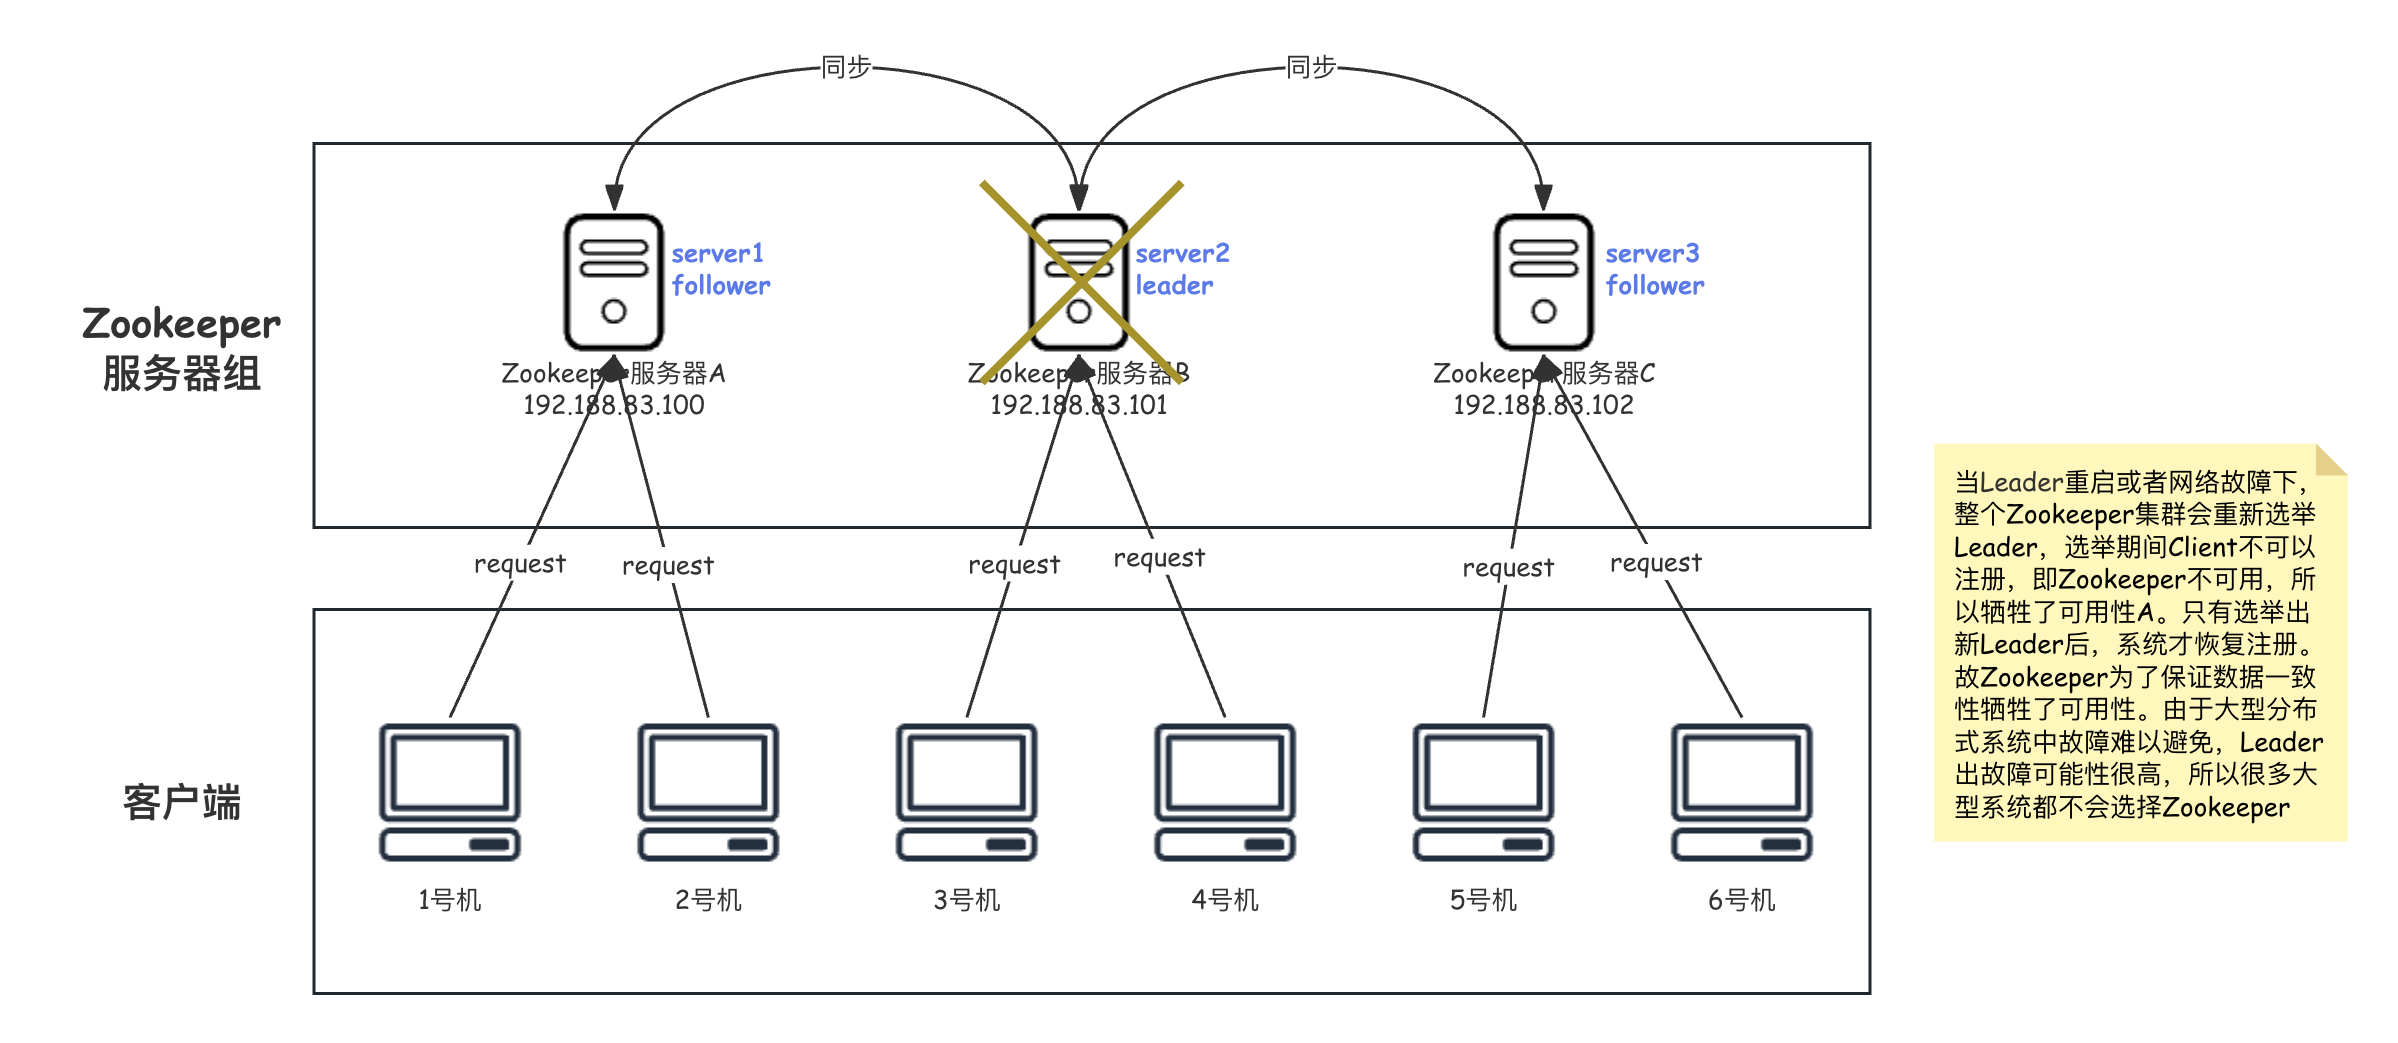 同步
同步
server1
follower
server2
leader
server3
follower
Zookeeper
服务器组
Zookeeper服务器A
192.188.83.100
Zookeeper服务器B
192.188.83.101
Zookeeper服务器C
192.188.83.102
request
request
request
request
request
request
当Leader重启或者网络故障下，
整个Zookeeper集群会重新选举
Leader，选举期间Client不可以
注册，即Zookeeper不可用，所
以牺牲了可用性A。只有选举出
新Leader后，系统才恢复注册。
故Zookeeper为了保证数据一致
性牺牲了可用性。由于大型分布
式系统中故障难以避免，Leader
出故障可能性很高，所以很多大
型系统都不会选择Zookeeper
客户端
1号机
2号机
3号机
4号机
5号机
6号机